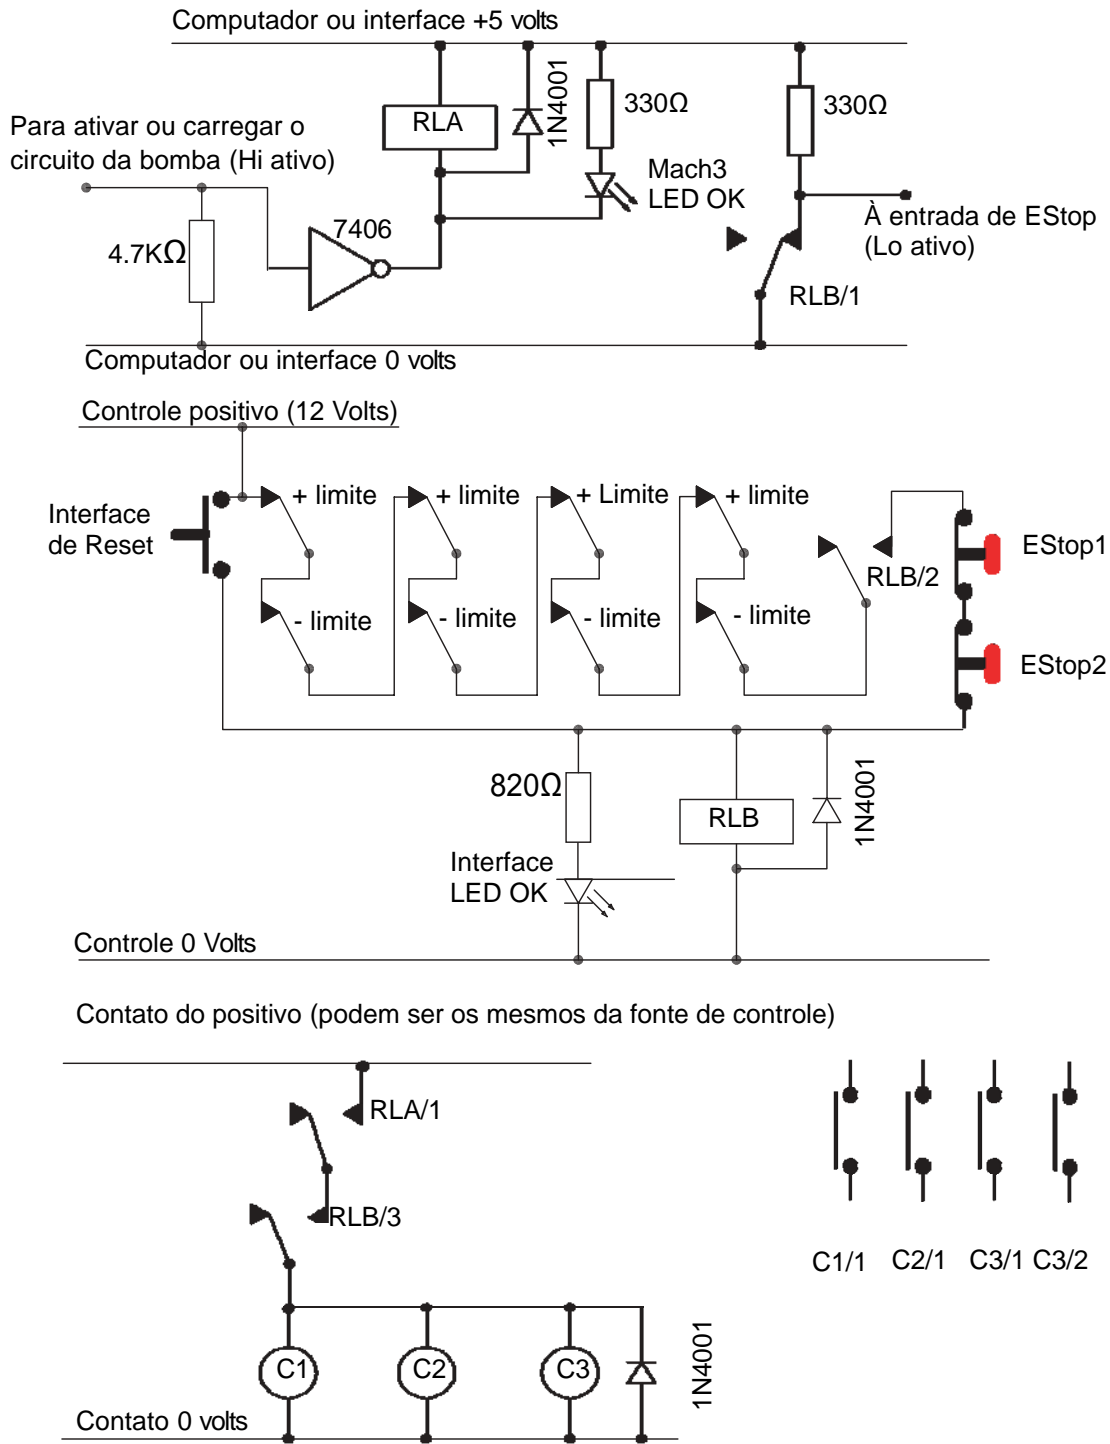 Computador ou interface +5 volts
RLA
1N4001
330Ω
330Ω
Para ativar ou carregar o
circuito da bomba (Hi ativo)
Mach3
LED OK
À entrada de EStop
(Lo ativo)
7406
4.7KΩ
RLB/1
Computador ou interface 0 volts
Controle positivo (12 Volts)
+ limite
+ limite
+ Limite
+ limite
Interface
de Reset
EStop1
RLB/2
- limite
- limite
- limite
- limite
EStop2
820Ω
RLB
1N4001
Interface
LED OK
Controle 0 Volts
Contato do positivo (podem ser os mesmos da fonte de controle)
RLA/1
RLB/3
C1/1
C2/1
C3/1
C3/2
C1
C2
C3
1N4001
Contato 0 volts